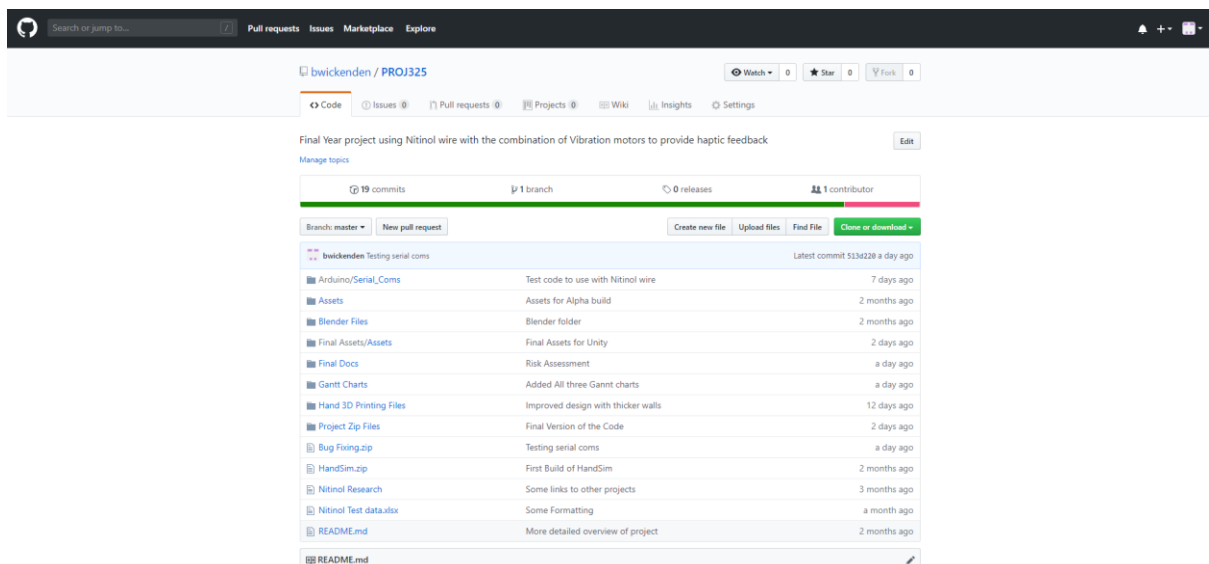 Search or jump to... / Pull requests Issues Marketplace Explore
bwickenden / PROJ325 Watch 0 Star 0 Fork 0
Code Issues 0 Pull requests 0 Projects 0 Wiki Insights Settings
Final Year project using Nitinol wire with the combination of Vibration motors to provide haptic feedback Edit
Manage topics
19 commits 1 branch 0 releases 1 contributor
Branch: master New pull request Create new file Upload files Find File Clone or download
bwickenden Testing serial coms Latest commit 513d220 a day ago
Arduino/Serial_Coms Test code to use with Nitinol wire 7 days ago
Assets Assets for Alpha build 2 months ago
Blender Files Blender folder 2 months ago
Final Assets/Assets Final Assets for Unity 2 days ago
Final Docs Risk Assessment a day ago
Gantt Charts Added All three Gannt charts a day ago
Hand 3D Printing Files Improved design with thicker walls 12 days ago
Project Zip Files Final Version of the Code 2 days ago
Bug Fixing.zip Testing serial coms a day ago
HandSim.zip First Build of HandSim 2 months ago
Nitinol Research Some links to other projects 3 months ago
Nitinol Test data.xlsx Some Formatting a month ago
README.md More detailed overview of project 2 months ago
README.md